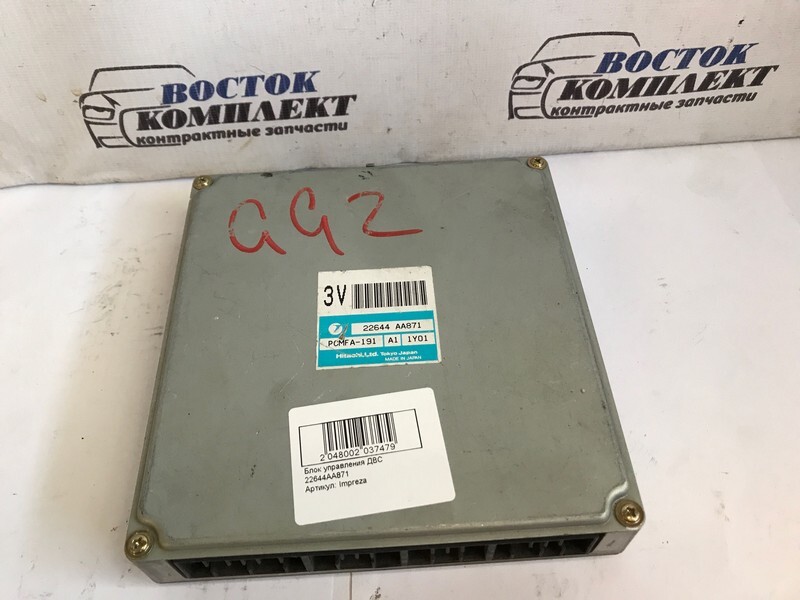 ВОСТОК
КОМПЛЕКТ
контрактные запчасти
ВОСТОК
КОМПЛЕКТ
контрактные запчасти
GG2
3V
22644 AA871
PCMFA-191 A1 1Y01
Hitachi,Ltd. Tokyo Japan
MADE IN JAPAN
2 048002 037479
Блок управления ДВС
22644AA871
Артикул: Impreza